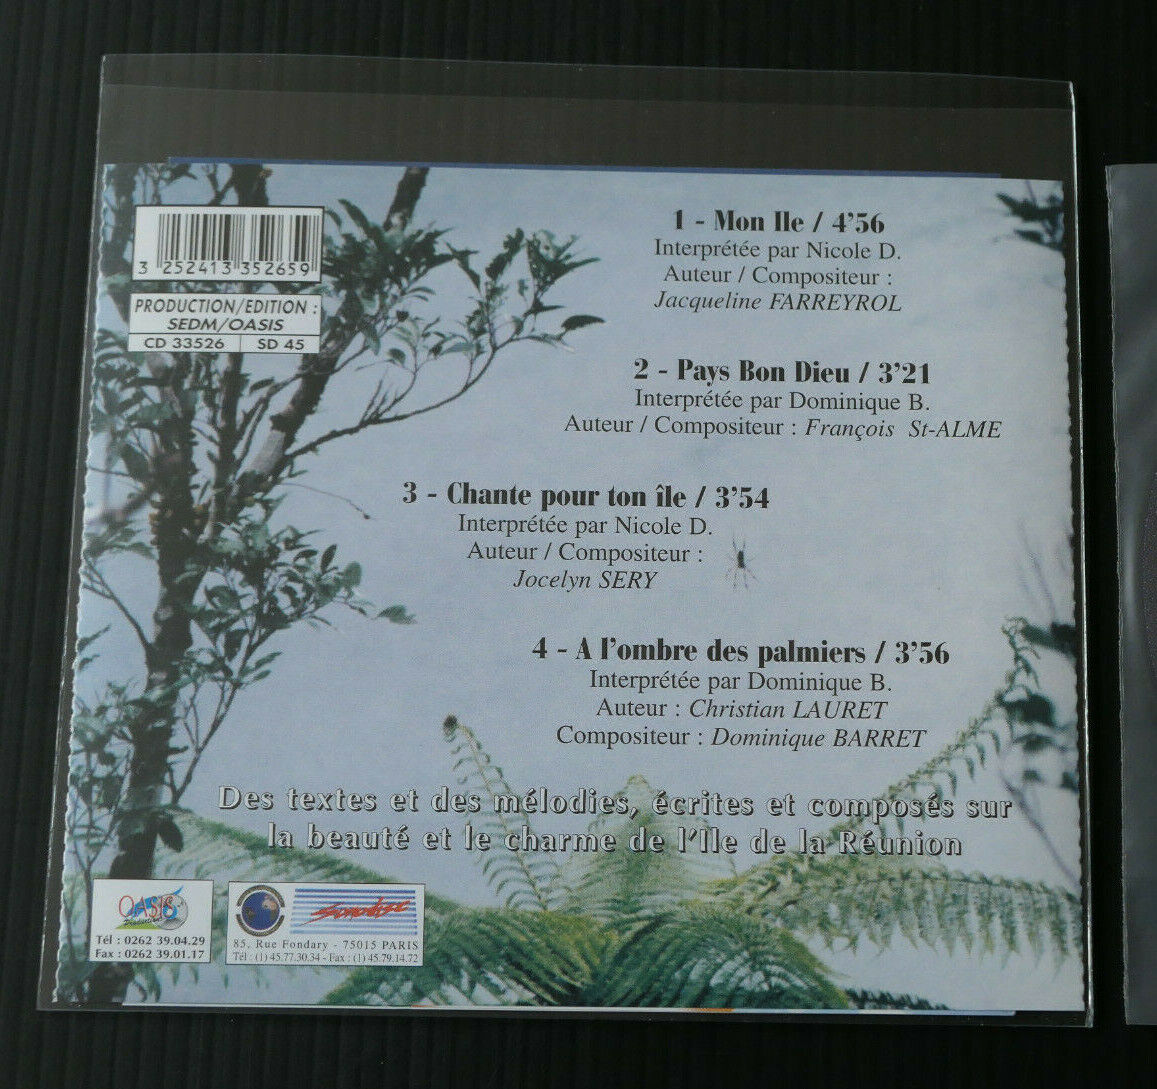 3 252413 352659
PRODUCTION/EDITION :
SEDM/OASIS
CD 33526 SD 45
1 - Mon Ile / 4'56
Interprétée par Nicole D.
Auteur / Compositeur :
Jacqueline FARREYROL
2 - Pays Bon Dieu / 3'21
Interprétée par Dominique B.
Auteur / Compositeur : François St-ALME
3 - Chante pour ton île / 3'54
Interprétée par Nicole D.
Auteur / Compositeur :
Jocelyn SERY
4 - A l'ombre des palmiers / 3'56
Interprétée par Dominique B.
Auteur : Christian LAURET
Compositeur : Dominique BARRET
Des textes et des mélodies, écrites et composés sur
la beauté et le charme de l'Ile de la Réunion
OASIS
Tél : 0262 39.04.29
Fax : 0262 39.01.17
Sonodisc
85, Rue Fondary - 75015 PARIS
Tél : (1) 45.77.30.34 - Fax : (1) 45.79.14.72